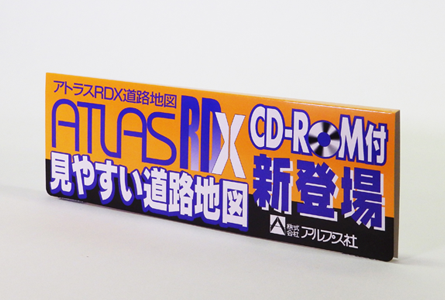 アトラスRDX道路地図
ATLAS RDX
見やすい道路地図
CD-ROM付
新登場
株式会社 アルプス社